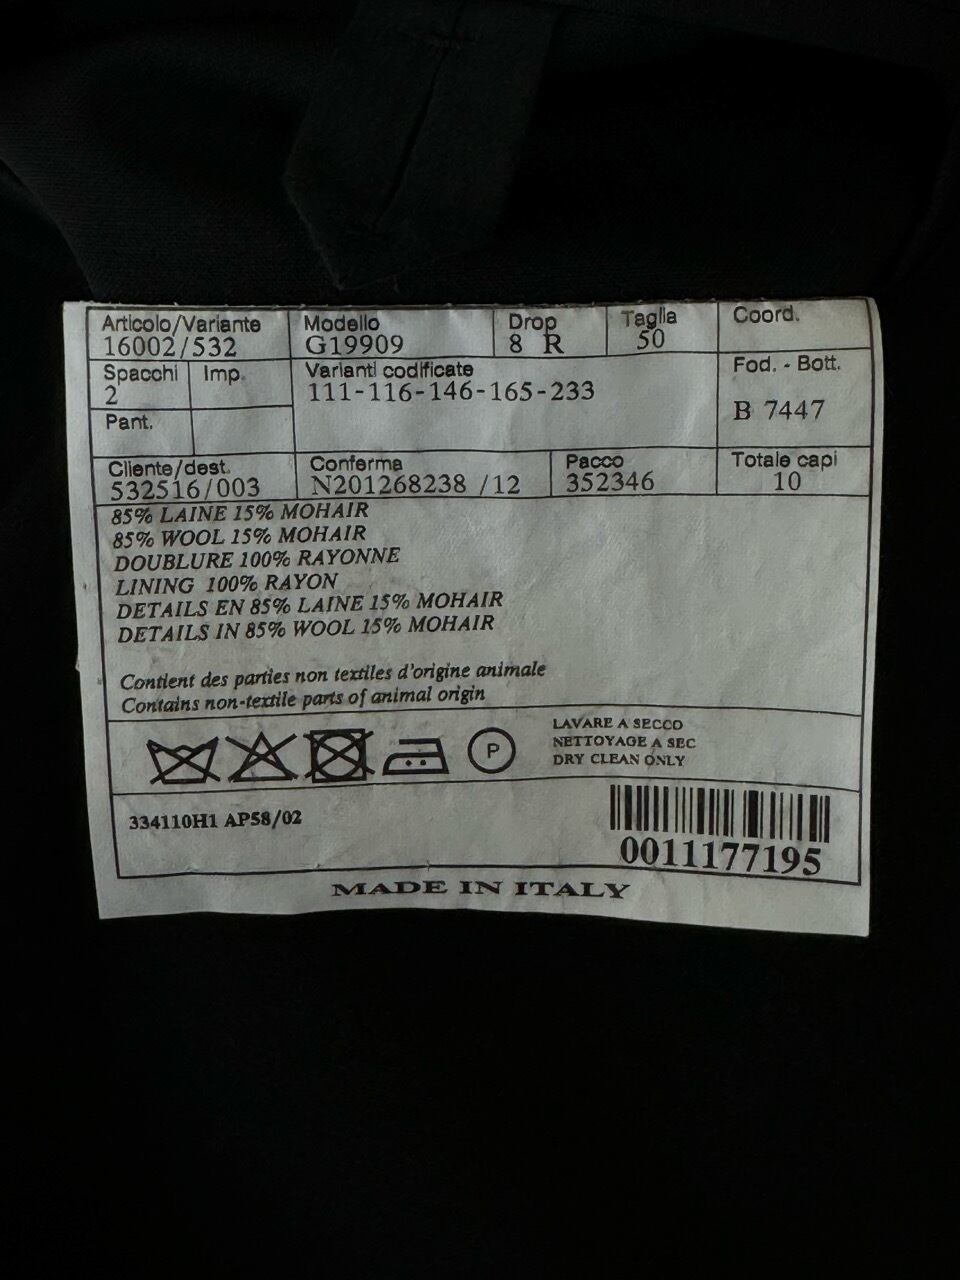 Articolo/Variante Modello Drop Taglia Coord.
16002/532 G19909 8 R 50
Spacchi Imp. Varianti codificate Fod. - Bott.
2 111-116-146-165-233
Pant. B 7447
Cliente/dest. Conferma Pacco Totale capi
532516/003 N201268238 /12 352346 10
85% LAINE 15% MOHAIR
85% WOOL 15% MOHAIR
DOUBLURE 100% RAYONNE
LINING 100% RAYON
DETAILS EN 85% LAINE 15% MOHAIR
DETAILS IN 85% WOOL 15% MOHAIR
Contient des parties non textiles d'origine animale
Contains non-textile parts of animal origin
P
LAVARE A SECCO
NETTOYAGE A SEC
DRY CLEAN ONLY
334110H1 AP58/02
0011177195
MADE IN ITALY